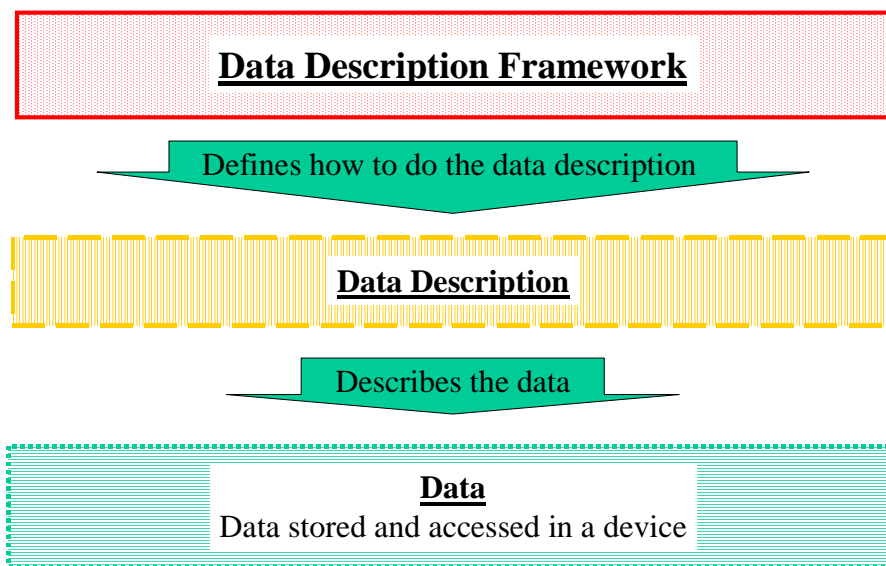 Data Description Framework
Defines how to do the data description
Data Description
Describes the data
Data
Data stored and accessed in a device